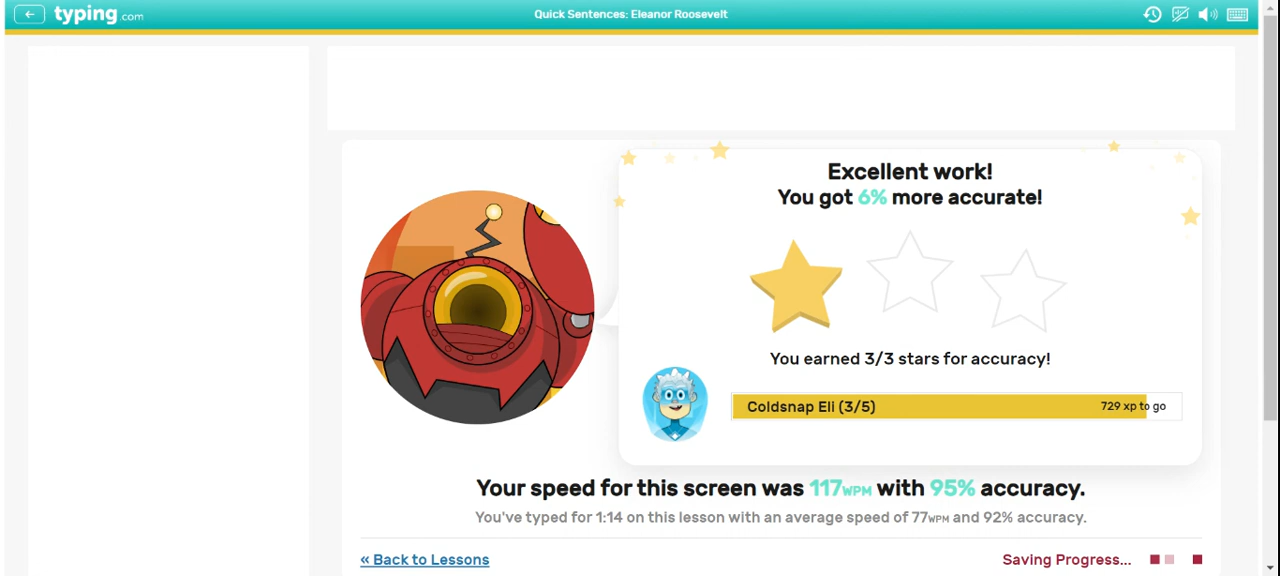 typing.com
Quick Sentences: Eleanor Roosevelt
Excellent work!
You got 6% more accurate!
You earned 3/3 stars for accuracy!
Coldsnap Eli (3/5)
729 xp to go
Your speed for this screen was 117WPM with 95% accuracy.
You've typed for 1:14 on this lesson with an average speed of 77WPM and 92% accuracy.
« Back to Lessons
Saving Progress...